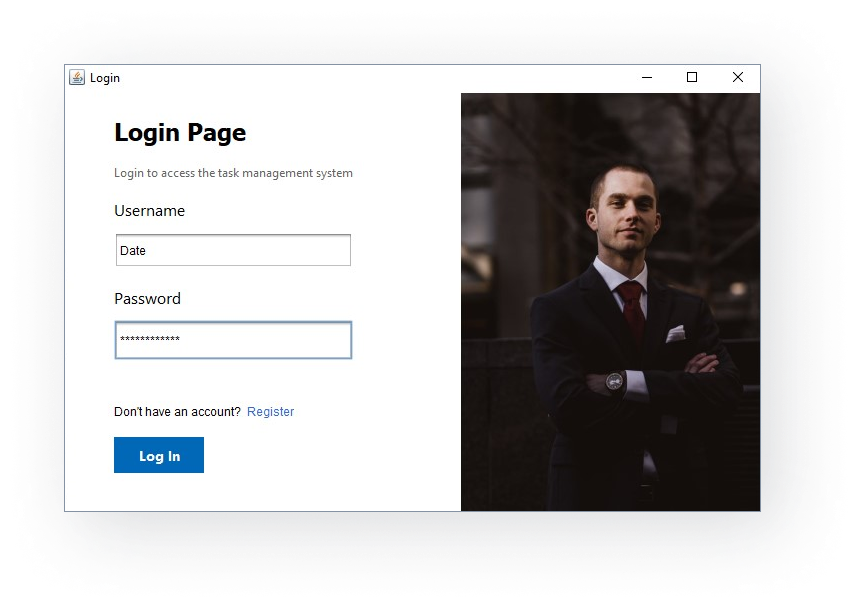 Login
Login Page
Login to access the task management system
Username
Date
Password
************
Don't have an account? Register
Log In